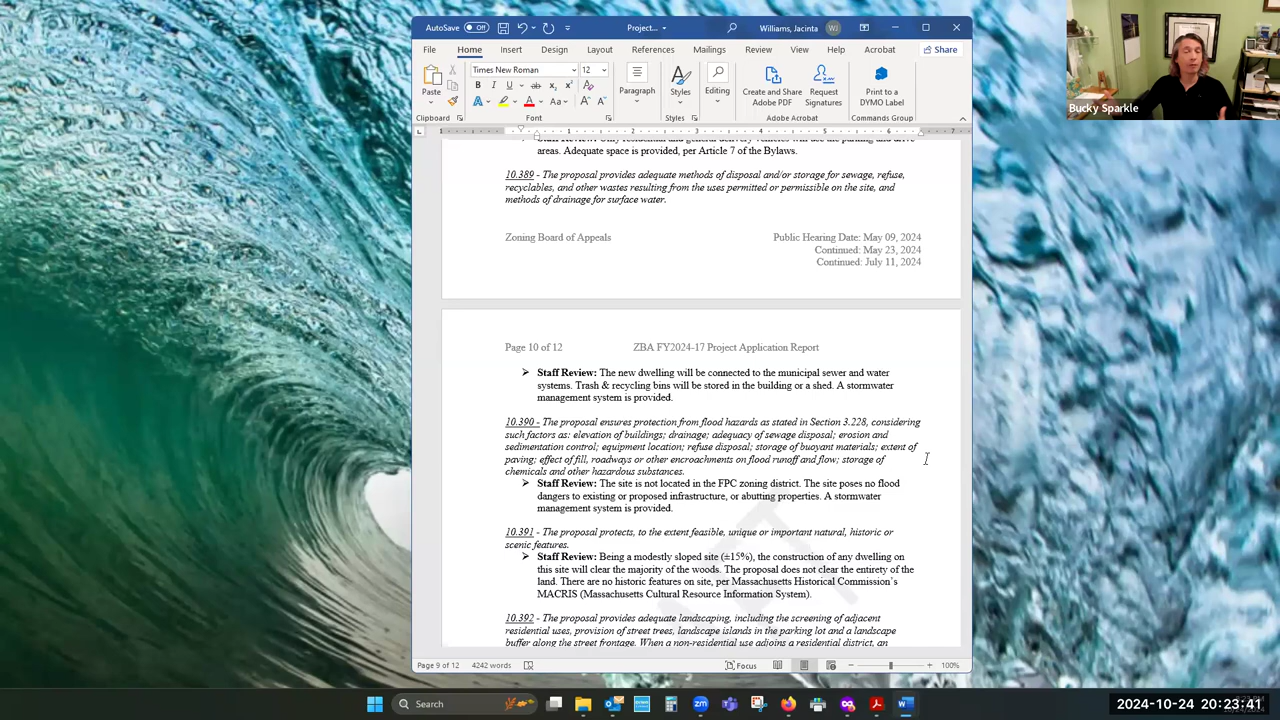 AutoSave Off Project... Williams, Jacinta WJ
File Home Insert Layout References Mailings Review View Help Acrobat Share
Times New Roman 12
Paste Paragraph Styles Editing Create and Share Adobe PDF Request Signatures Print to a DYMO Label
Clipboard Font Styles Adobe Acrobat Commands Group
Bucky Sparkle
areas. Adequate space is provided, per Article 7 of the Bylaws.
10.389 - The proposal provides adequate methods of disposal and/or storage for sewage, refuse,
recyclables, and other wastes resulting from the uses permitted or permissible on the site, and
methods of drainage for surface water.
Zoning Board of Appeals Public Hearing Date: May 09, 2024
Continued: May 23, 2024
Continued: July 11, 2024
Page 10 of 12 ZBA FY2024-17 Project Application Report
Staff Review: The new dwelling will be connected to the municipal sewer and water
systems. Trash & recycling bins will be stored in the building or a shed. A stormwater
management system is provided.
10.390 - The proposal ensures protection from flood hazards as stated in Section 3.228, considering
such factors as: elevation of buildings; drainage; adequacy of sewage disposal; erosion and
sedimentation control; equipment location; refuse disposal; storage of buoyant materials; extent of
paving; effect of fill, roadways or other encroachments on flood runoff and flow; storage of
chemicals and other hazardous substances.
Staff Review: The site is not located in the FPC zoning district. The site poses no flood
dangers to existing or proposed infrastructure, or abutting properties. A stormwater
management system is provided.
10.391 - The proposal protects, to the extent feasible, unique or important natural, historic or
scenic features.
Staff Review: Being a modestly sloped site (±15%), the construction of any dwelling on
this site will clear the majority of the woods. The proposal does not clear the entirety of the
land. There are no historic features on site, per Massachusetts Historical Commission's
MACRIS (Massachusetts Cultural Resource Information System).
10.392 - The proposal provides adequate landscaping, including the screening of adjacent
residential uses, provision of street trees, landscape islands in the parking lot and a landscape
buffer along the street frontage. When a non-residential use adjoins a residential district, an
Page 9 of 12 4242 words Focus 100%
Search
2024-10-24 20:23:41